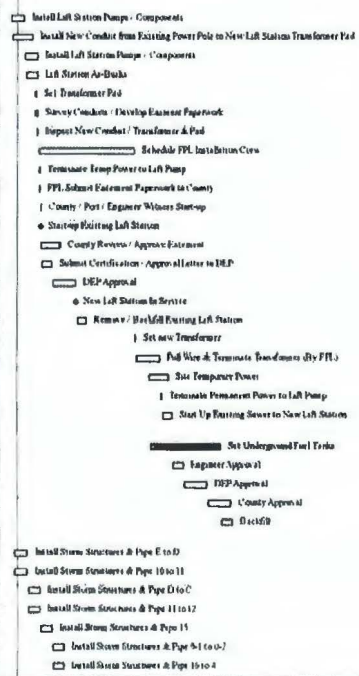 Install Lift Station Pumps - Components
Install New Conduit from Existing Power Pole to New Lift Station Transformer Pad
Install Lift Station Pumps - Components
Lift Station As-Builts
Set Transformer Pad
Survey Conduits / Develop Easement Paperwork
Inspect New Conduit / Transformer & Pad
Schedule FPL Installation Crew
Terminate Temp Power to Lift Pump
FPL Submit Easement Paperwork to County
County / Port / Engineer Witness Start-up
Start-up Existing Lift Station
County Review / Approve Easement
Submit Certification - Approval Letter to DEP
DEP Approval
New Lift Station In Service
Remove / Backfill Existing Lift Station
Set new Transformer
Pull Wire & Terminate Transformer (By FPL)
Site Temporary Power
Terminate Permanent Power to Lift Pump
Start Up Existing Sewer to New Lift Station
Set Underground Fuel Tanks
Engineer Approval
DEP Approval
County Approval
Backfill
Install Storm Structures & Pipe E to D
Install Storm Structures & Pipe 10 to 11
Install Storm Structures & Pipe D to C
Install Storm Structures & Pipe 11 to 12
Install Storm Structures & Pipe 15
Install Storm Structures & Pipe
Install Storm Structures & Pipe 16 to 4